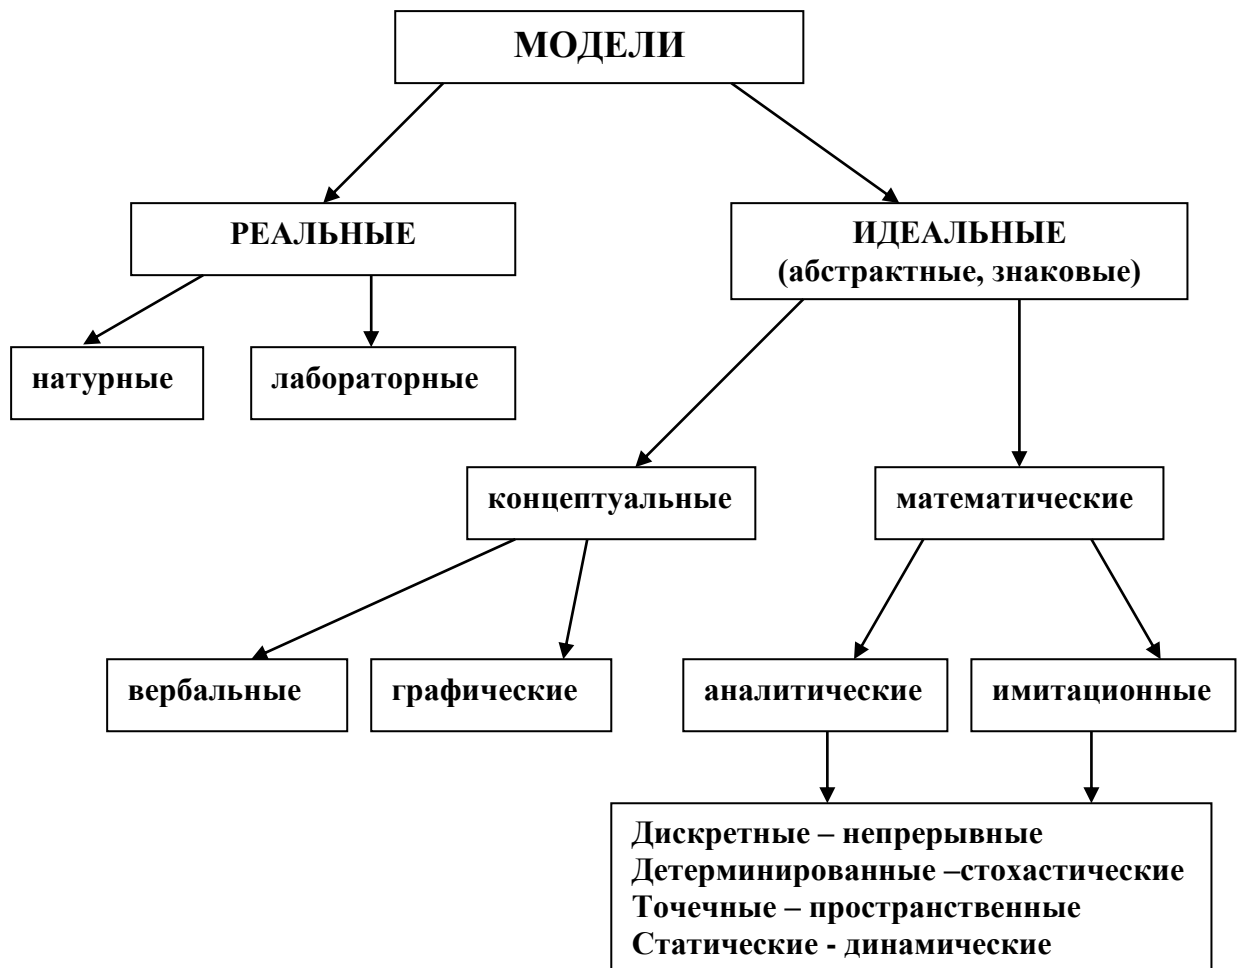 МОДЕЛИ
РЕАЛЬНЫЕ
ИДЕАЛЬНЫЕ
(абстрактные, знаковые)
натурные
лабораторные
концептуальные
математические
вербальные
графические
аналитические
имитационные
Дискретные – непрерывные
Детерминированные –стохастические
Точечные – пространственные
Статические - динамические